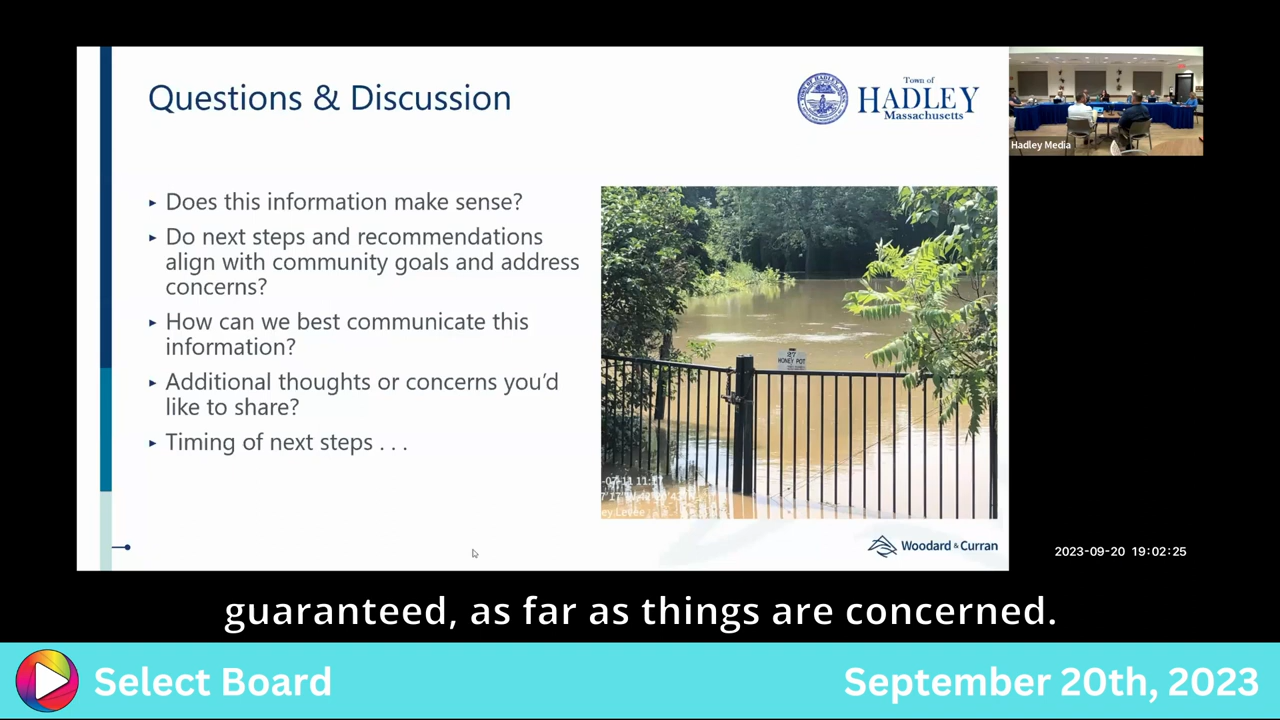 Questions & Discussion
Town of
HADLEY
Massachusetts
Hadley Media
▸ Does this information make sense?
▸ Do next steps and recommendations
align with community goals and address
concerns?
▸ How can we best communicate this
information?
▸ Additional thoughts or concerns you'd
like to share?
▸ Timing of next steps . . .
27
HONEY POT
Woodard & Curran
2023-09-20 19:02:25
guaranteed, as far as things are concerned.
Select Board
September 20th, 2023